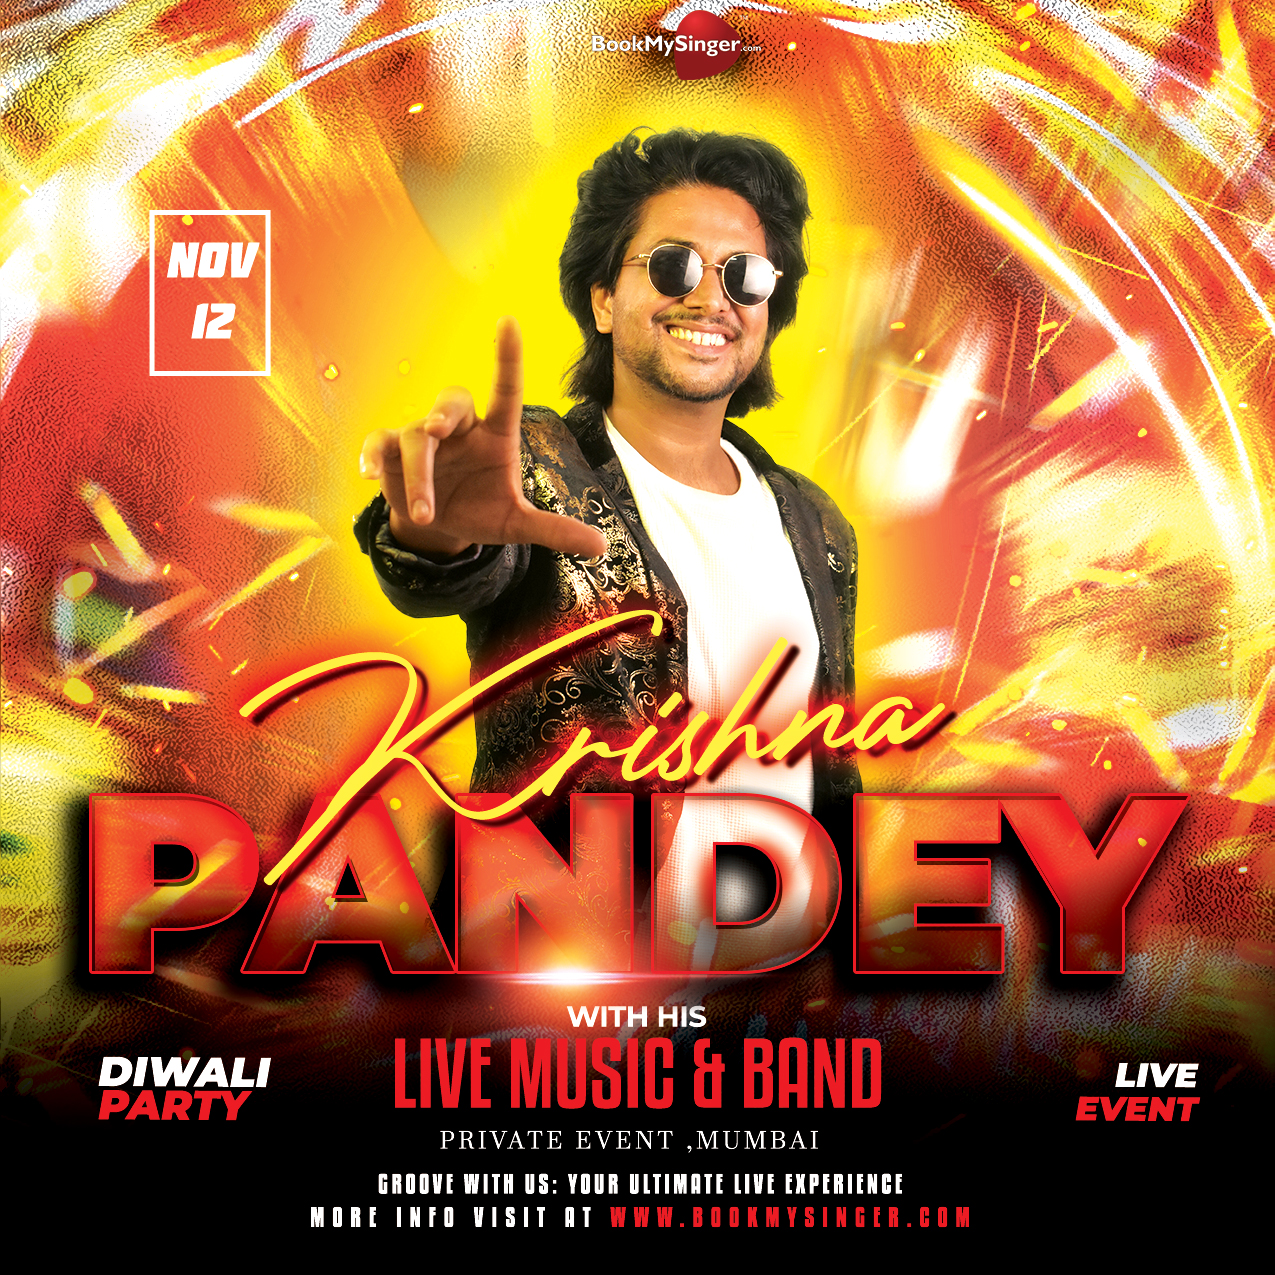 BookMySinger.com
NOV
12
Krishna
PANDEY
WITH HIS
LIVE MUSIC & BAND
DIWALI
PARTY
LIVE
EVENT
PRIVATE EVENT ,MUMBAI
GROOVE WITH US: YOUR ULTIMATE LIVE EXPERIENCE
MORE INFO VISIT AT WWW.BOOKMYSINGER.COM